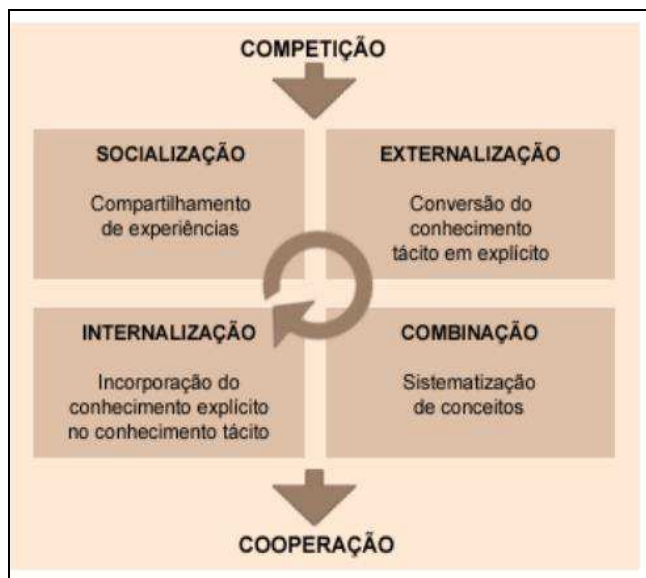 COMPETIÇÃO
SOCIALIZAÇÃO
Compartilhamento
de experiências
EXTERNALIZAÇÃO
Conversão do
conhecimento
tácito em explícito
INTERNALIZAÇÃO
Incorporação do
conhecimento explícito
no conhecimento tácito
COMBINAÇÃO
Sistematização
de conceitos
COOPERAÇÃO